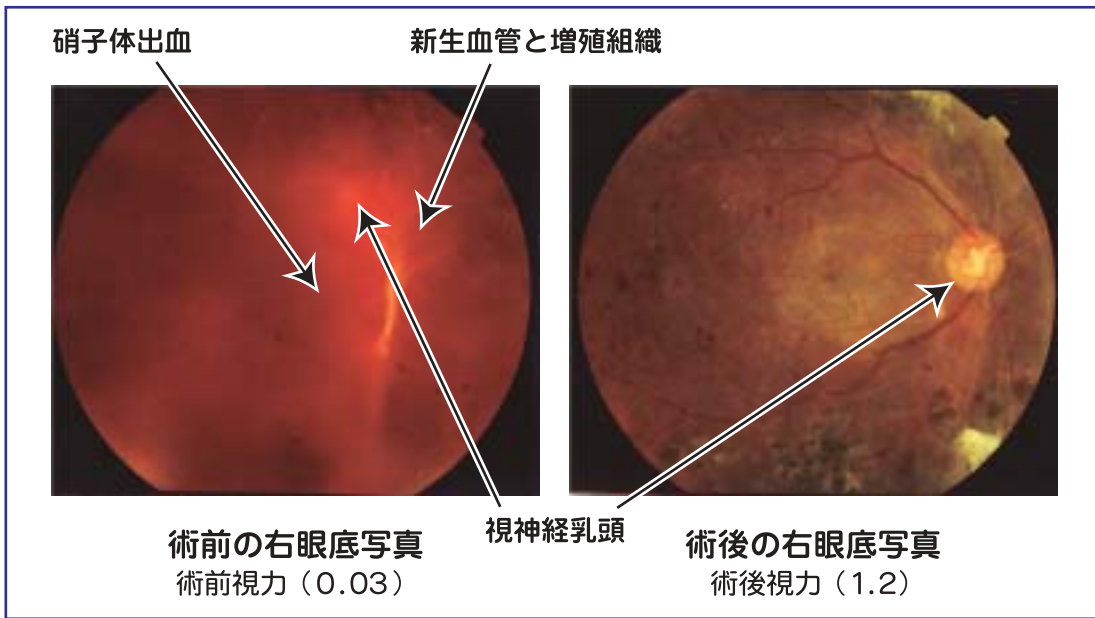 硝子体出血
新生血管と増殖組織
視神経乳頭
術前の右眼底写真
術前視力（0.03）
術後の右眼底写真
術後視力（1.2）